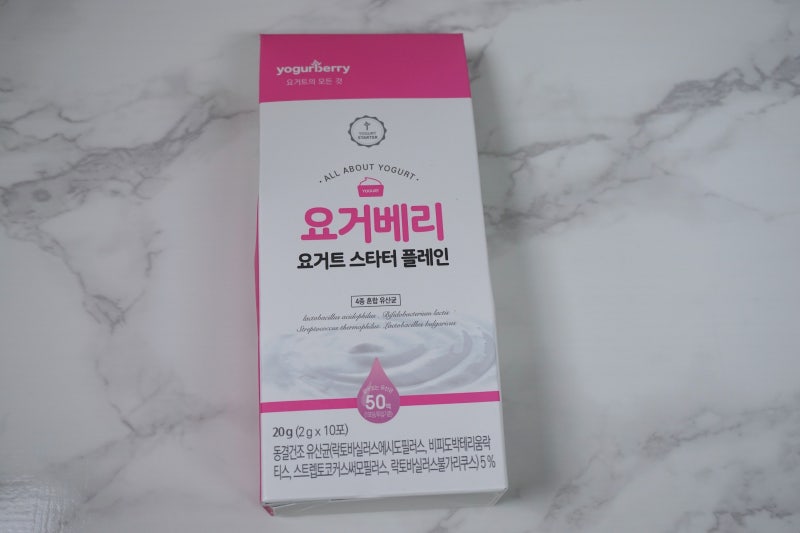 yogurberry
요거트의 모든 것
YOGURT
STARTER
· ALL ABOUT YOGURT ·
YOGURT
요거베리
요거트 스타터 플레인
4종 혼합 유산균
lactobacillus acidophilus, Bifidobacterium lactis
Streptococcus thermophilus, Lactobacillus bulgaricus
50억
20g (2g x 10포)
동결건조 유산균(락토바실러스에시도필러스, 비피도박테리움락
티스, 스트렙토코커스써모필러스, 락토바실러스불가리쿠스) 5 %